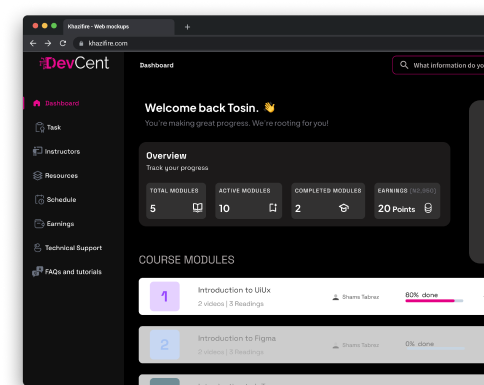 Khazifire - Web mockups
khazifire.com
DevCent
Dashboard
What information do yo
Dashboard
Task
Instructors
Resources
Schedule
Earnings
Technical Support
FAQs and tutorials
Welcome back Tosin. 👋
You're making great progress. We're rooting for you!
Overview
Track your progress
TOTAL MODULES
5
ACTIVE MODULES
10
COMPLETED MODULES
2
EARNINGS [N2,950]
20 Points
COURSE MODULES
1
Introduction to UiUx
2 videos | 3 Readings
Shams Tabrez
80% done
2
Introduction to Figma
2 videos | 3 Readings
Shams Tabrez
0% done